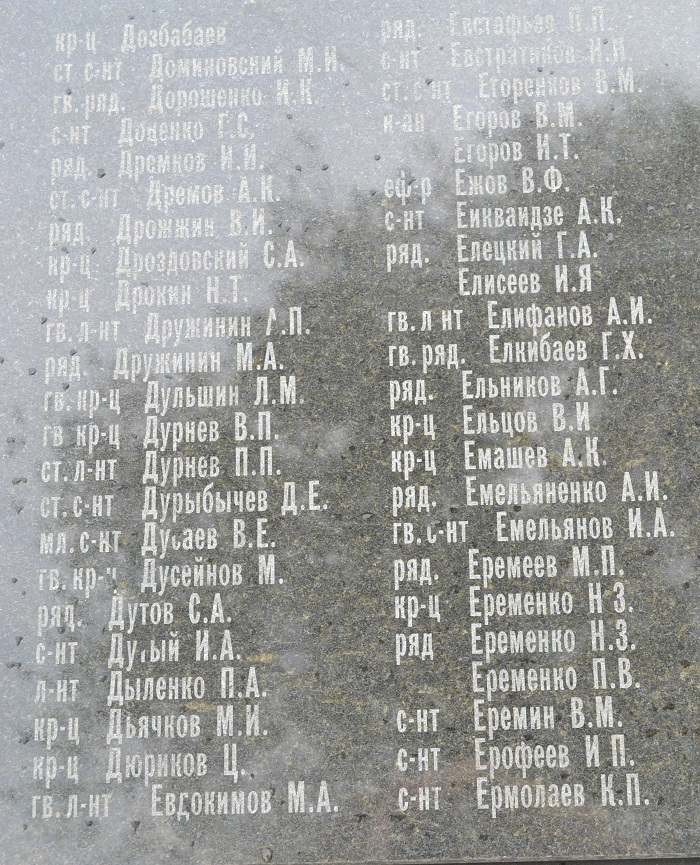 кр-ц Дозбабаев
ст с-нт Доминовский М.И.
гв.ряд. Дорошенко И.К
с-нт Доценко Г.С.
ряд. Дремков И.И.
ст.с-нт Дремов А.К.
ряд Дрожжин В.И.
кр-ц Дроздовский С.А.
кр-ц Дрокин Н.Т.
гв.л-нт Дружинин Л.П.
ряд. Дружинин М.А.
гв.кр-ц Дульшин Л.М
гв кр-ц Дурнев В.П.
ст.л-нт Дурнев П.П.
ст.с-нт Дурыбычев Д.Е.
мл.с-нт Дусаев В.Е.
гв.кр-ц Дусейнов М.
ряд. Дутов С.А.
с-нт И.А.
л-нт Дыленко П.А.
кр-ц Дьячков М.И.
кр-ц Дюриков Ц.
гв.л-нт Евдокимов М.А.
ряд. Евстафьев П.П
с-нт Евстратинов И.Н.
ст.с-нт Егоренков В.М.
к-ан Егоров В.М.
Егоров И.Т.
еф-р Ежов В.Ф.
с-нт Еикваидзе А.К.
ряд. Елецкий Г.А.
Елисеев И.Я
гв.л нт Елифанов А.И.
гв.ряд. Елкибаев Г.Х.
ряд. Ельников А.Г.
кр-ц Ельцов В.И
кр-ц Емашев А.К.
ряд. Емельяненко А.И.
гв.с-нт Емельянов И.А.
ряд. Еремеев М.П.
кр-ц Еременко Н З.
ряд Еременко Н.З.
Еременко П.В.
с-нт Еремин В.М.
с-нт Ерофеев И П.
с-нт Ермолаев К.П.